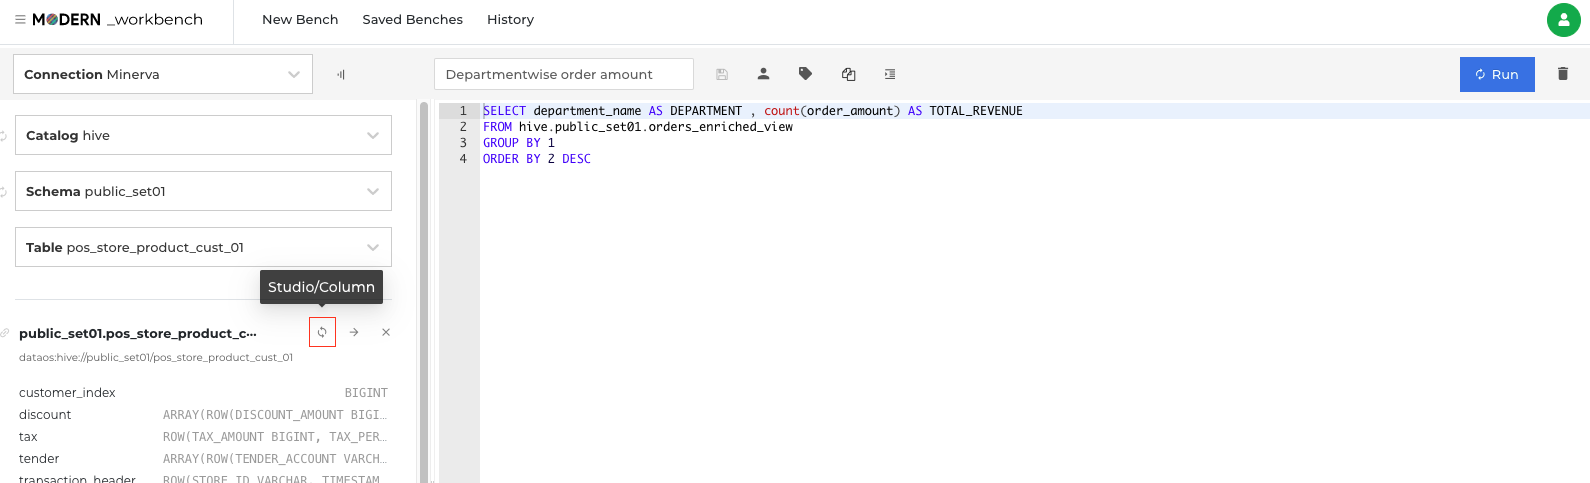 MODERN _workbench
New Bench Saved Benches History
Connection Minerva
Departmentwise order amount
Run
Catalog hive
Schema public_set01
Table pos_store_product_cust_01
Studio/Column
public_set01.pos_store_product_c...
dataos:hive://public_set01/pos_store_product_cust_01
customer_index BIGINT
discount ARRAY(ROW(DISCOUNT_AMOUNT BIGI...
tax ROW(TAX_AMOUNT BIGINT, TAX_PER...
tender ARRAY(ROW(TENDER_ACCOUNT VARCH...
transaction_header ROW(STORE_ID VARCHAR, TIMESTAM...
1 SELECT department_name AS DEPARTMENT , count(order_amount) AS TOTAL_REVENUE
2 FROM hive.public_set01.orders_enriched_view
3 GROUP BY 1
4 ORDER BY 2 DESC